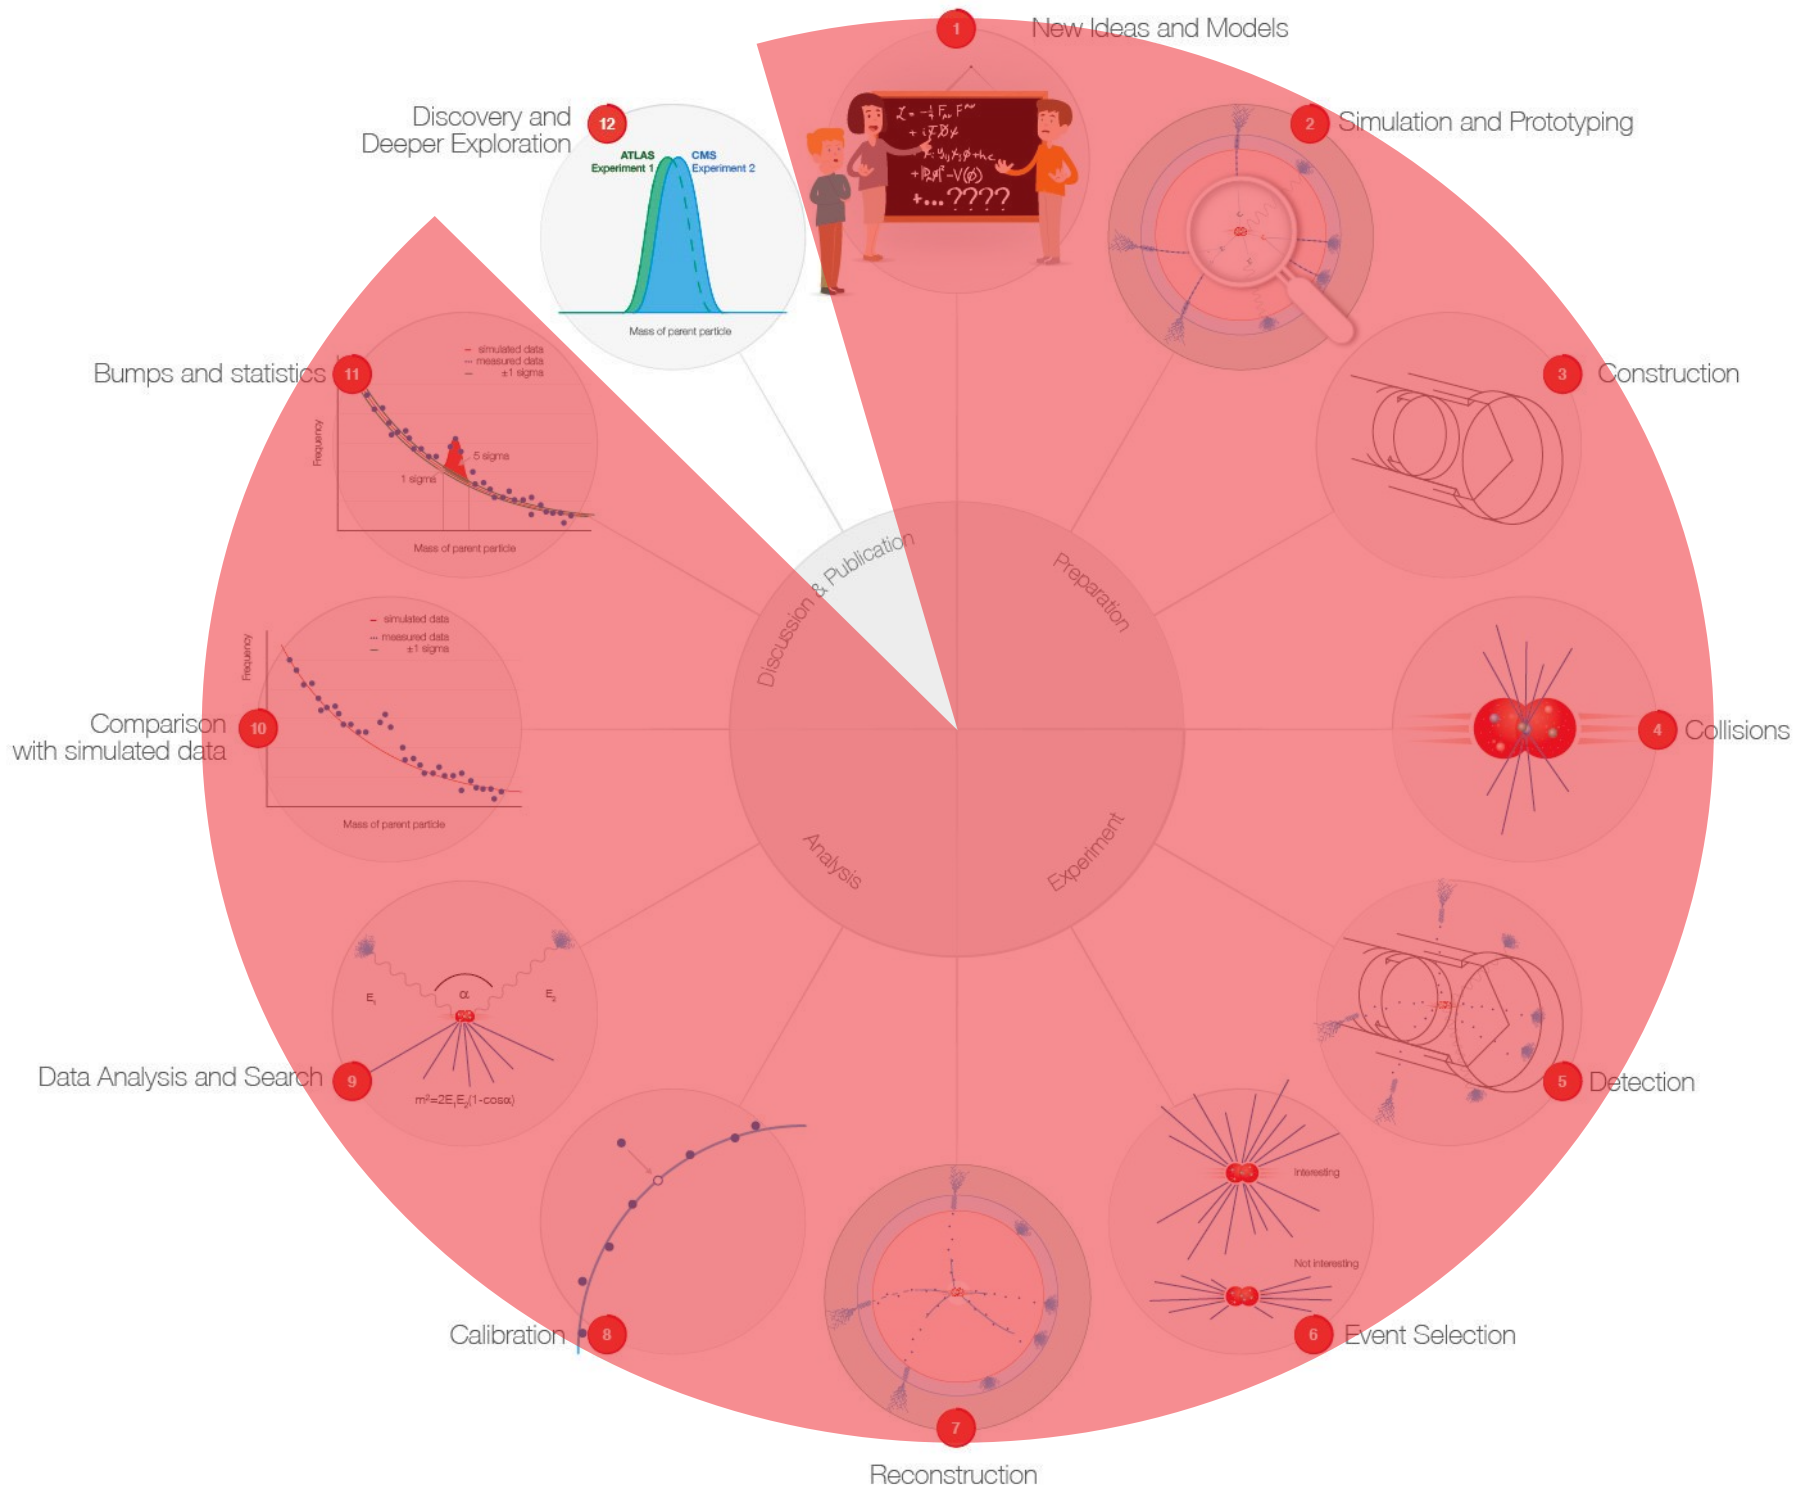 1
New Ideas and Models
2
Simulation and Prototyping
3
Construction
4
Collisions
5
Detection
Interesting
Not interesting
6
Event Selection
7
Reconstruction
8
Calibration
9
Data Analysis and Search
E₁
α
E₂
m²=2E₁E₂(1-cosα)
10
Comparison
with simulated data
simulated data
measured data
±1 sigma
Frequency
Mass of parent particle
11
Bumps and statistics
simulated data
measured data
±1 sigma
Frequency
5 sigma
1 sigma
Mass of parent particle
12
Discovery and
Deeper Exploration
ATLAS
Experiment 1
CMS
Experiment 2
Mass of parent particle
Discussion & Publication
Preparation
Experiment
Analysis
+...????